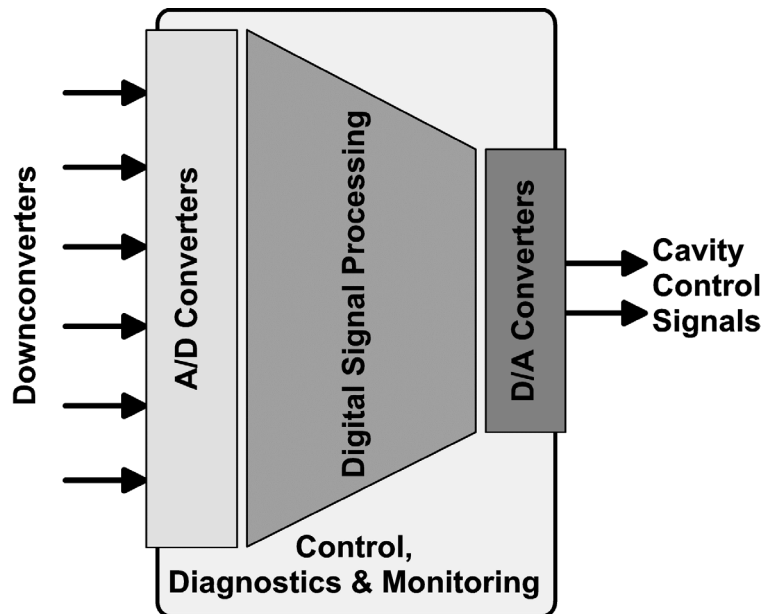 Downconverters
A/D Converters
Digital Signal Processing
D/A Converters
Cavity
Control
Signals
Control,
Diagnostics & Monitoring